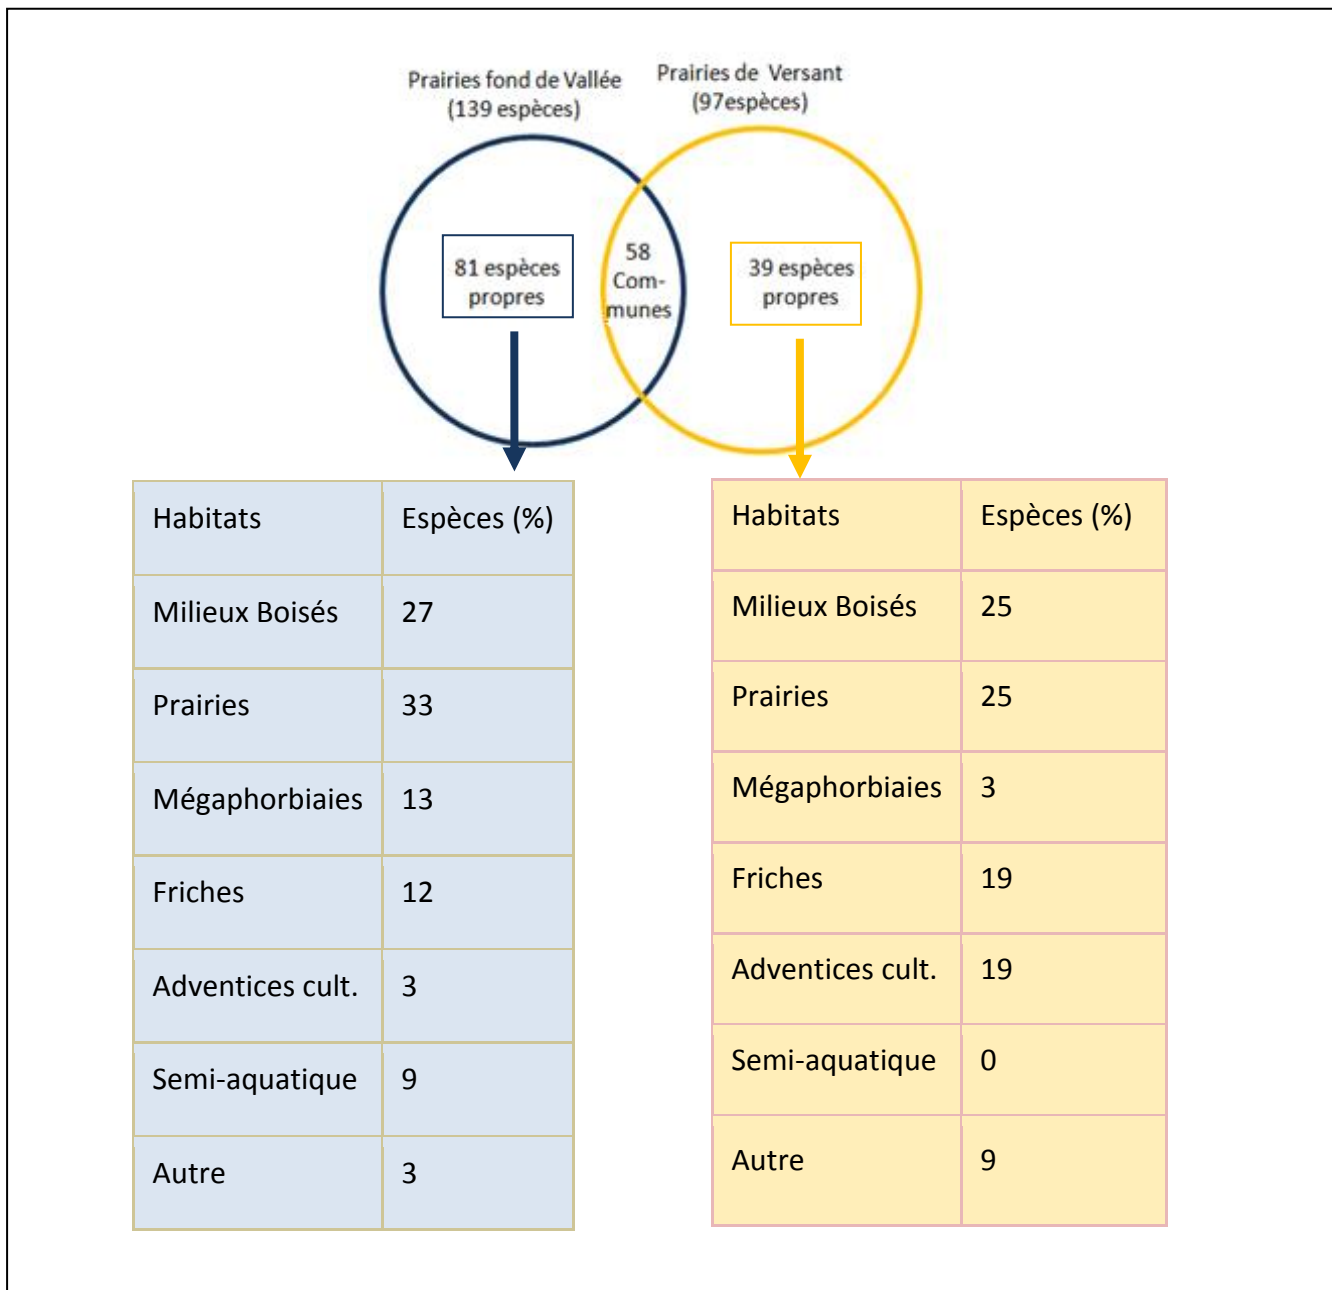 Prairies fond de Vallée
(139 espèces)
Prairies de Versant
(97espèces)
81 espèces
propres
58
Com-
munes
39 espèces
propres
Habitats Espèces (%)
Milieux Boisés 27
Prairies 33
Mégaphorbiaies 13
Friches 12
Adventices cult. 3
Semi-aquatique 9
Autre 3
Habitats Espèces (%)
Milieux Boisés 25
Prairies 25
Mégaphorbiaies 3
Friches 19
Adventices cult. 19
Semi-aquatique 0
Autre 9